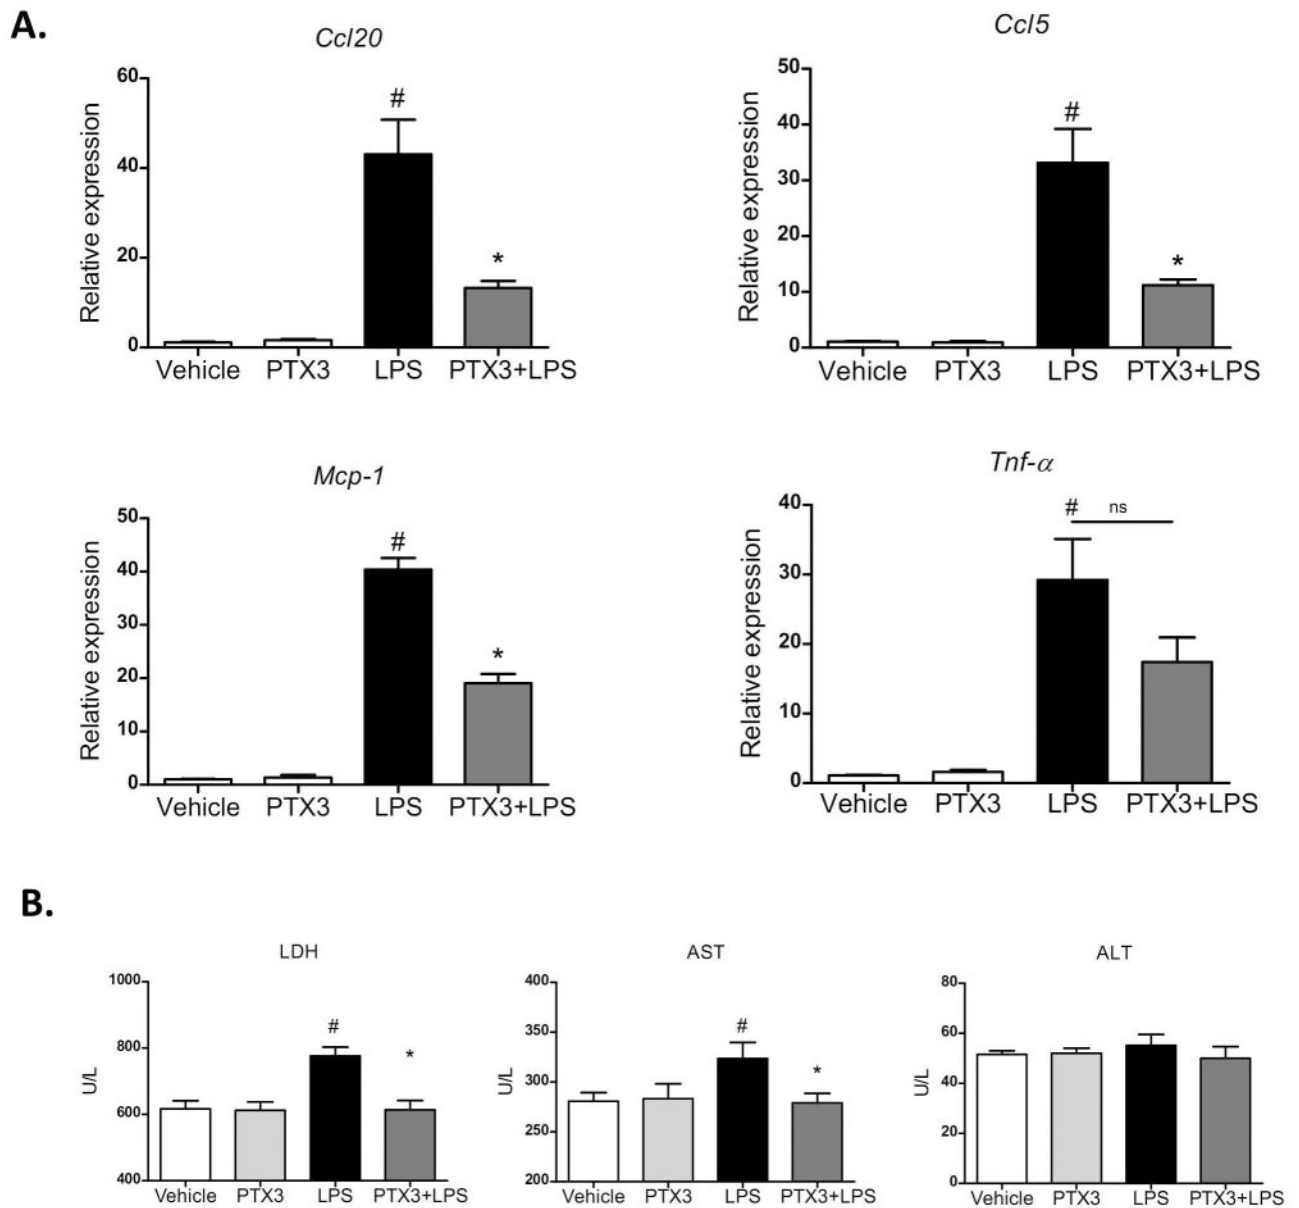 A.
Ccl20
Relative expression
60
40
20
0
#
*
Vehicle PTX3 LPS PTX3+LPS
Ccl5
Relative expression
50
40
30
20
10
0
#
*
Vehicle PTX3 LPS PTX3+LPS
Mcp-1
Relative expression
50
40
30
20
10
0
#
*
Vehicle PTX3 LPS PTX3+LPS
Tnf-α
Relative expression
40
30
20
10
0
# ns
Vehicle PTX3 LPS PTX3+LPS
B.
LDH
U/L
1000
800
600
400
#
*
Vehicle PTX3 LPS PTX3+LPS
AST
U/L
400
350
300
250
200
#
*
Vehicle PTX3 LPS PTX3+LPS
ALT
U/L
80
60
40
20
0
Vehicle PTX3 LPS PTX3+LPS